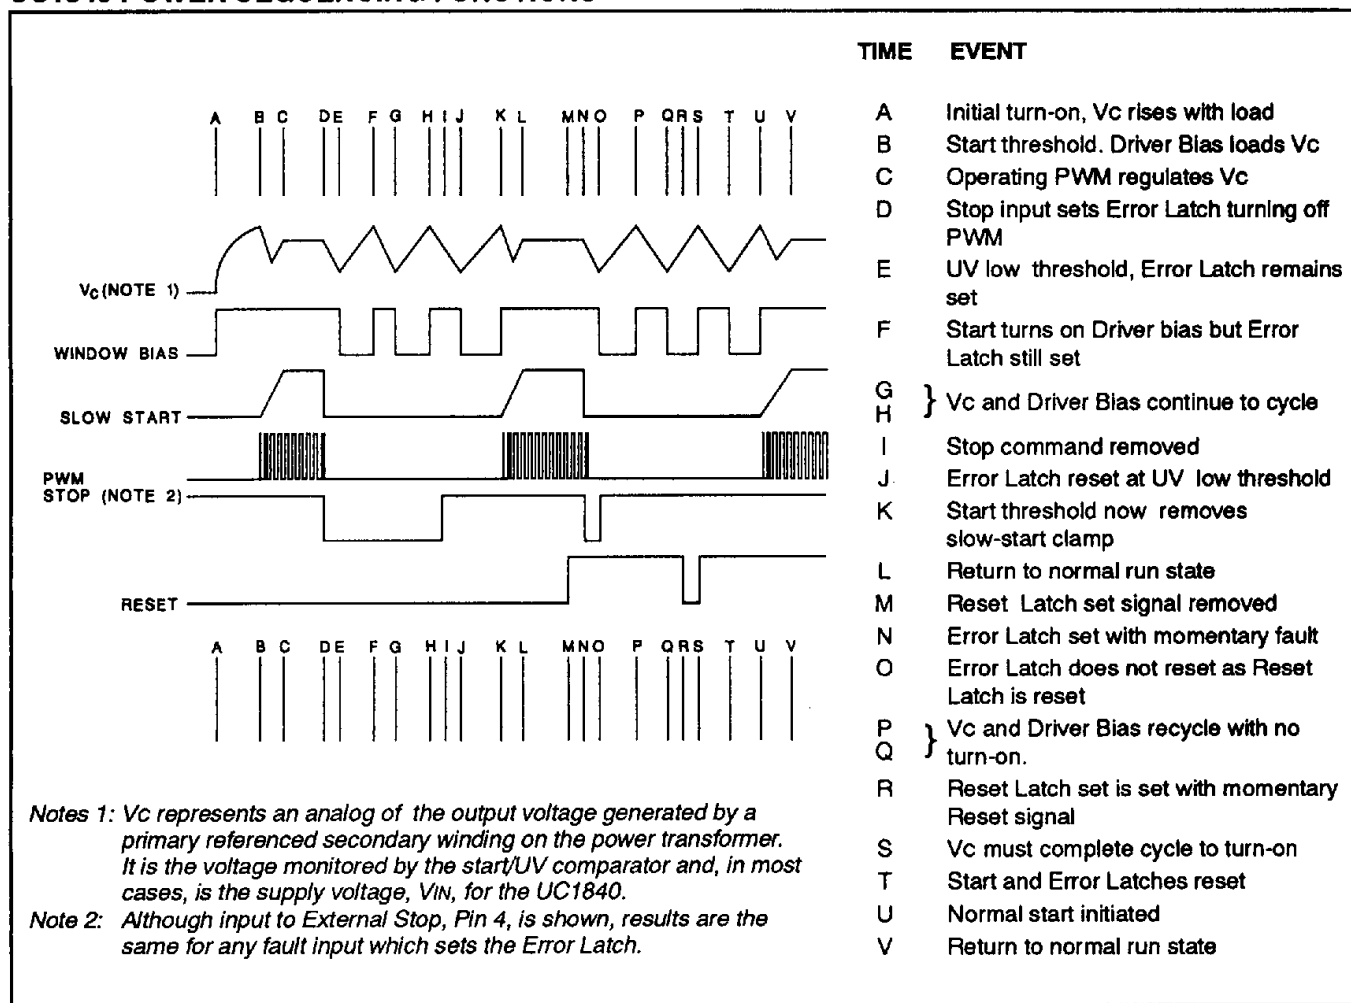 TIME EVENT
A B C D E F G H I J K L M N O P Q R S T U V
Vc (NOTE 1)
WINDOW BIAS
SLOW START
PWM
STOP (NOTE 2)
RESET
A B C D E F G H I J K L M N O P Q R S T U V
A Initial turn-on, Vc rises with load
B Start threshold. Driver Bias loads Vc
C Operating PWM regulates Vc
D Stop input sets Error Latch turning off
PWM
E UV low threshold, Error Latch remains
set
F Start turns on Driver bias but Error
Latch still set
G
H } Vc and Driver Bias continue to cycle
I Stop command removed
J Error Latch reset at UV low threshold
K Start threshold now removes
slow-start clamp
L Return to normal run state
M Reset Latch set signal removed
N Error Latch set with momentary fault
O Error Latch does not reset as Reset
Latch is reset
P } Vc and Driver Bias recycle with no
Q turn-on.
R Reset Latch set is set with momentary
Reset signal
S Vc must complete cycle to turn-on
T Start and Error Latches reset
U Normal start initiated
V Return to normal run state
Notes 1: Vc represents an analog of the output voltage generated by a
primary referenced secondary winding on the power transformer.
It is the voltage monitored by the start/UV comparator and, in most
cases, is the supply voltage, VIN, for the UC1840.
Note 2: Although input to External Stop, Pin 4, is shown, results are the
same for any fault input which sets the Error Latch.